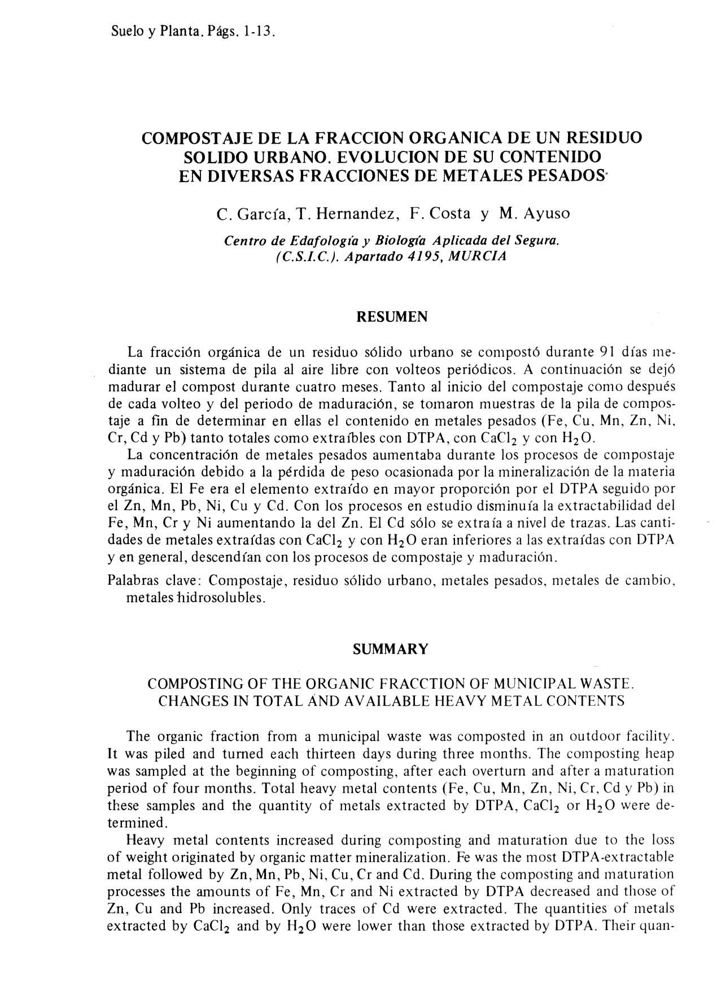 Suelo y Planta. Págs. 1-13.
COMPOSTAJE DE LA FRACCION ORGANICA DE UN RESIDUO
SOLIDO URBANO. EVOLUCION DE SU CONTENIDO
EN DIVERSAS FRACCIONES DE METALES PESADOS
C. García, T. Hernandez, F. Costa y M. Ayuso
Centro de Edafología y Biología Aplicada del Segura.
(C.S.I.C.). Apartado 4195, MURCIA
RESUMEN
La fracción orgánica de un residuo sólido urbano se compostó durante 91 días me-
diante un sistema de pila al aire libre con volteos periódicos. A continuación se dejó
madurar el compost durante cuatro meses. Tanto al inicio del compostaje como después
de cada volteo y del periodo de maduración, se tomaron muestras de la pila de compos-
taje a fin de determinar en ellas el contenido en metales pesados (Fe, Cu, Mn, Zn, Ni,
Cr, Cd y Pb) tanto totales como extraíbles con DTPA, con CaCl₂ y con H₂O.
La concentración de metales pesados aumentaba durante los procesos de compostaje
y maduración debido a la pérdida de peso ocasionada por la mineralización de la materia
orgánica. El Fe era el elemento extraído en mayor proporción por el DTPA seguido por
el Zn, Mn, Pb, Ni, Cu y Cd. Con los procesos en estudio disminuía la extractabilidad del
Fe, Mn, Cr y Ni aumentando la del Zn. El Cd sólo se extraía a nivel de trazas. Las canti-
dades de metales extraídas con CaCl₂ y con H₂O eran inferiores a las extraídas con DTPA
y en general, descendían con los procesos de compostaje y maduración.
Palabras clave: Compostaje, residuo sólido urbano, metales pesados, metales de cambio,
metales hidrosolubles.
SUMMARY
COMPOSTING OF THE ORGANIC FRACCTION OF MUNICIPAL WASTE.
CHANGES IN TOTAL AND AVAILABLE HEAVY METAL CONTENTS
The organic fraction from a municipal waste was composted in an outdoor facility.
It was piled and turned each thirteen days during three months. The composting heap
was sampled at the beginning of composting, after each overturn and after a maturation
period of four months. Total heavy metal contents (Fe, Cu, Mn, Zn, Ni, Cr, Cd y Pb) in
these samples and the quantity of metals extracted by DTPA, CaCl₂ or H₂O were de-
termined.
Heavy metal contents increased during composting and maturation due to the loss
of weight originated by organic matter mineralization. Fe was the most DTPA-extractable
metal followed by Zn, Mn, Pb, Ni, Cu, Cr and Cd. During the composting and maturation
processes the amounts of Fe, Mn, Cr and Ni extracted by DTPA decreased and those of
Zn, Cu and Pb increased. Only traces of Cd were extracted. The quantities of metals
extracted by CaCl₂ and by H₂O were lower than those extracted by DTPA. Their quan-